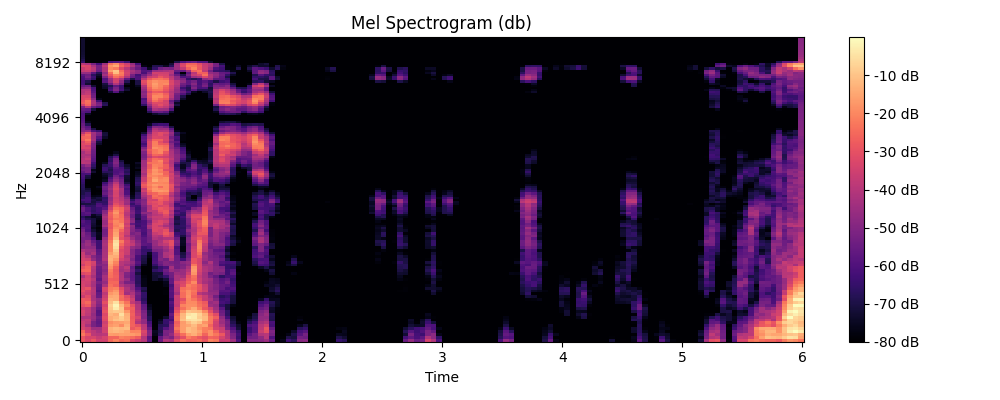 Mel Spectrogram (db)
Hz
8192
4096
2048
1024
512
0
0 1 2 3 4 5 6
Time
-10 dB
-20 dB
-30 dB
-40 dB
-50 dB
-60 dB
-70 dB
-80 dB